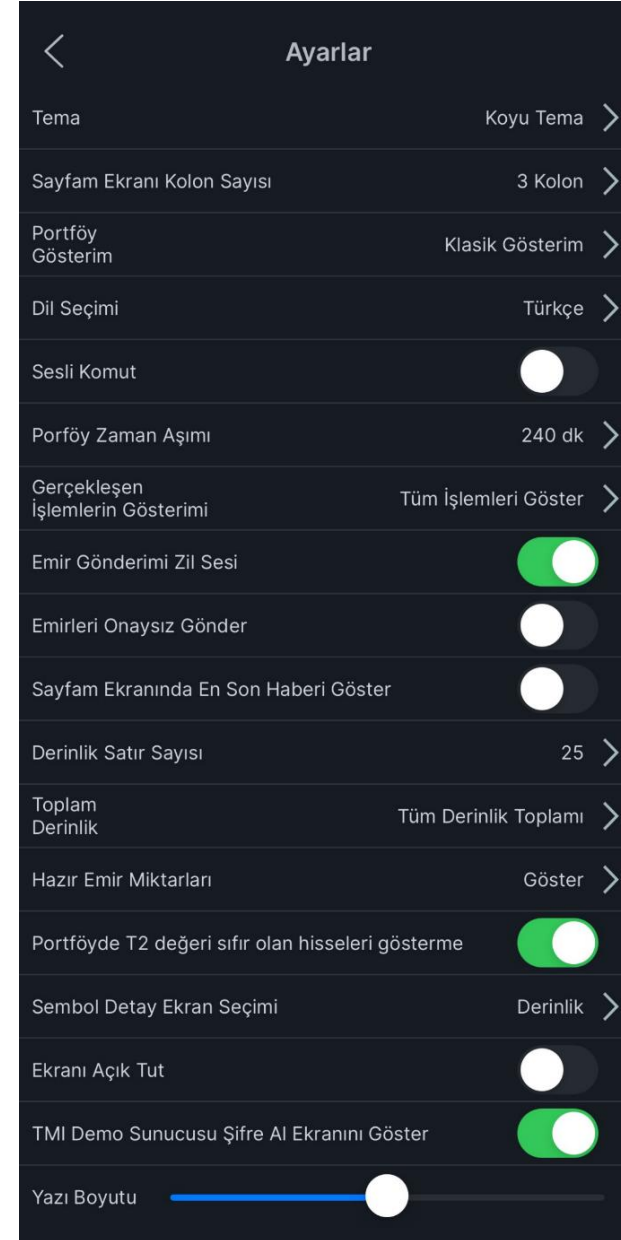 Ayarlar
Tema Koyu Tema
Sayfam Ekranı Kolon Sayısı 3 Kolon
Portföy
Gösterim Klasik Gösterim
Dil Seçimi Türkçe
Sesli Komut
Porföy Zaman Aşımı 240 dk
Gerçekleşen
İşlemlerin Gösterimi Tüm İşlemleri Göster
Emir Gönderimi Zil Sesi
Emirleri Onaysız Gönder
Sayfam Ekranında En Son Haberi Göster
Derinlik Satır Sayısı 25
Toplam
Derinlik Tüm Derinlik Toplamı
Hazır Emir Miktarları Göster
Portföyde T2 değeri sıfır olan hisseleri gösterme
Sembol Detay Ekran Seçimi Derinlik
Ekranı Açık Tut
TMI Demo Sunucusu Şifre Al Ekranını Göster
Yazı Boyutu